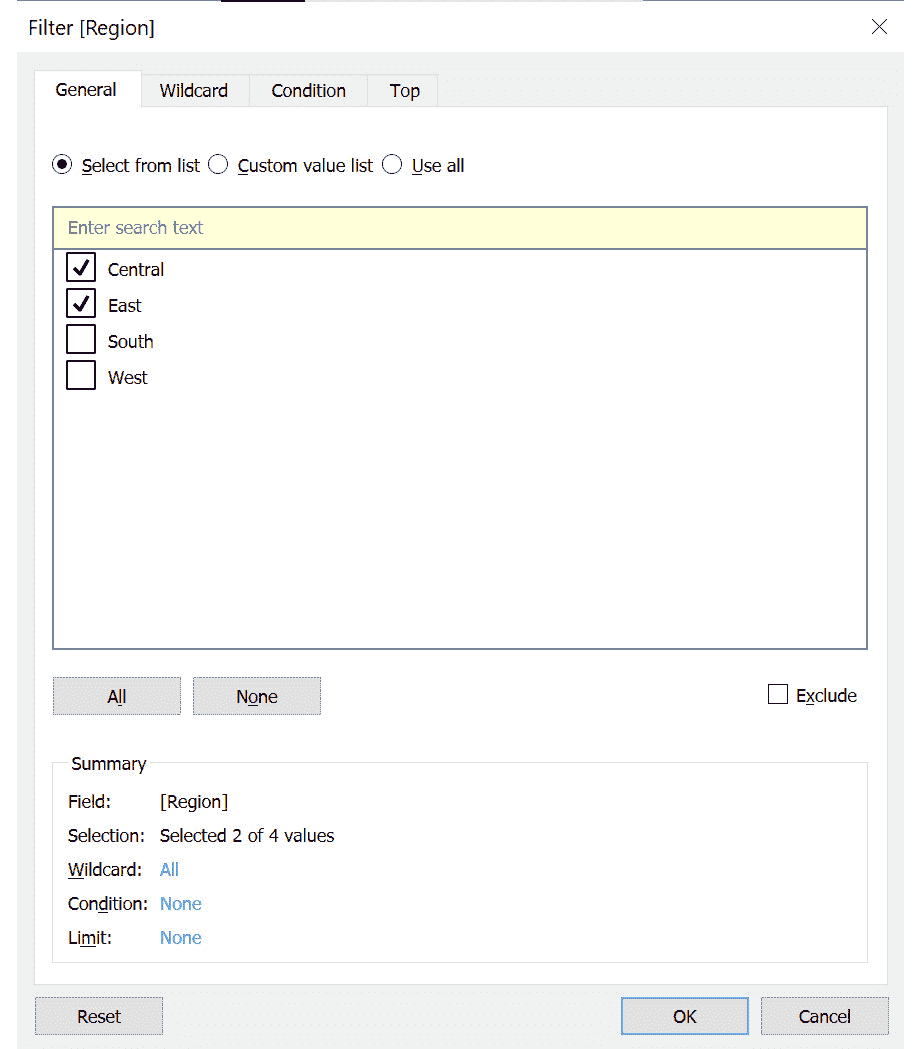 Filter [Region]
General Wildcard Condition Top
Select from list Custom value list Use all
Enter search text
Central
East
South
West
All None Exclude
Summary
Field: [Region]
Selection: Selected 2 of 4 values
Wildcard: All
Condition: None
Limit: None
Reset OK Cancel